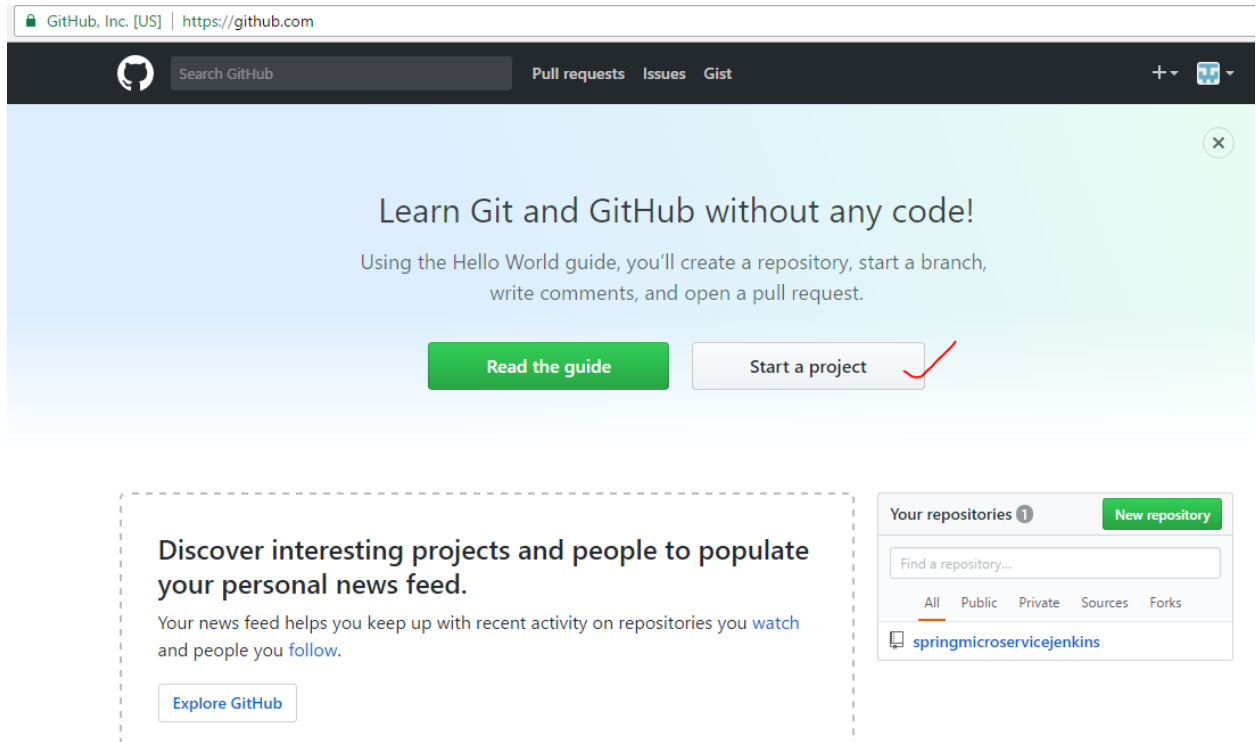 GitHub, Inc. [US] | https://github.com
Search GitHub Pull requests Issues Gist
Learn Git and GitHub without any code!
Using the Hello World guide, you’ll create a repository, start a branch,
write comments, and open a pull request.
Read the guide Start a project
Discover interesting projects and people to populate
your personal news feed.
Your news feed helps you keep up with recent activity on repositories you watch
and people you follow.
Explore GitHub
Your repositories 1 New repository
Find a repository...
All Public Private Sources Forks
springmicroservicejenkins